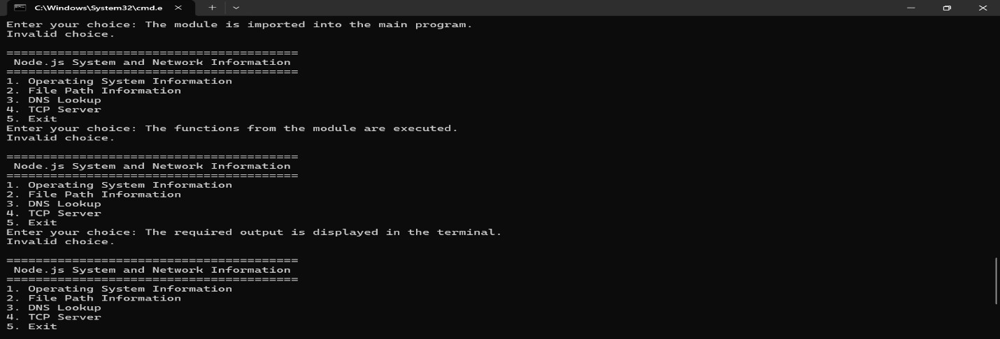 C:\Windows\System32\cmd.e
Enter your choice: The module is imported into the main program.
Invalid choice.
========================================
Node.js System and Network Information
========================================
1. Operating System Information
2. File Path Information
3. DNS Lookup
4. TCP Server
5. Exit
Enter your choice: The functions from the module are executed.
Invalid choice.
========================================
Node.js System and Network Information
========================================
1. Operating System Information
2. File Path Information
3. DNS Lookup
4. TCP Server
5. Exit
Enter your choice: The required output is displayed in the terminal.
Invalid choice.
========================================
Node.js System and Network Information
========================================
1. Operating System Information
2. File Path Information
3. DNS Lookup
4. TCP Server
5. Exit